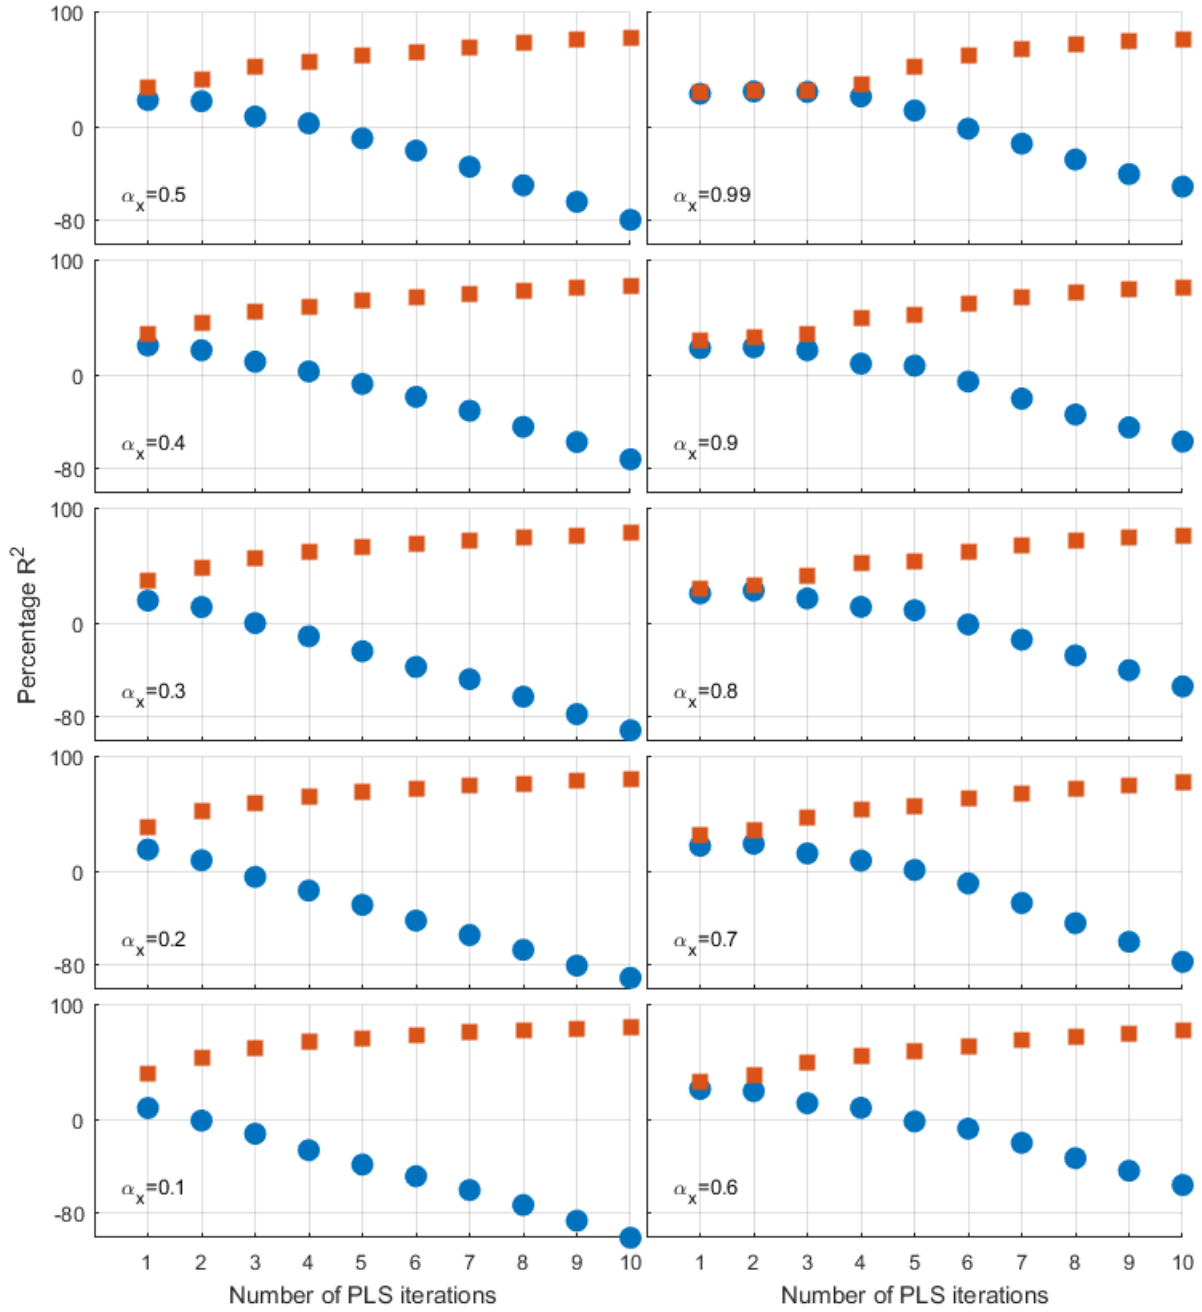 Percentage R²
100
0
-80
αx=0.5
αx=0.99
100
0
-80
αx=0.4
αx=0.9
100
0
-80
αx=0.3
αx=0.8
100
0
-80
αx=0.2
αx=0.7
100
0
-80
αx=0.1
αx=0.6
1 2 3 4 5 6 7 8 9 10
1 2 3 4 5 6 7 8 9 10
Number of PLS iterations
Number of PLS iterations